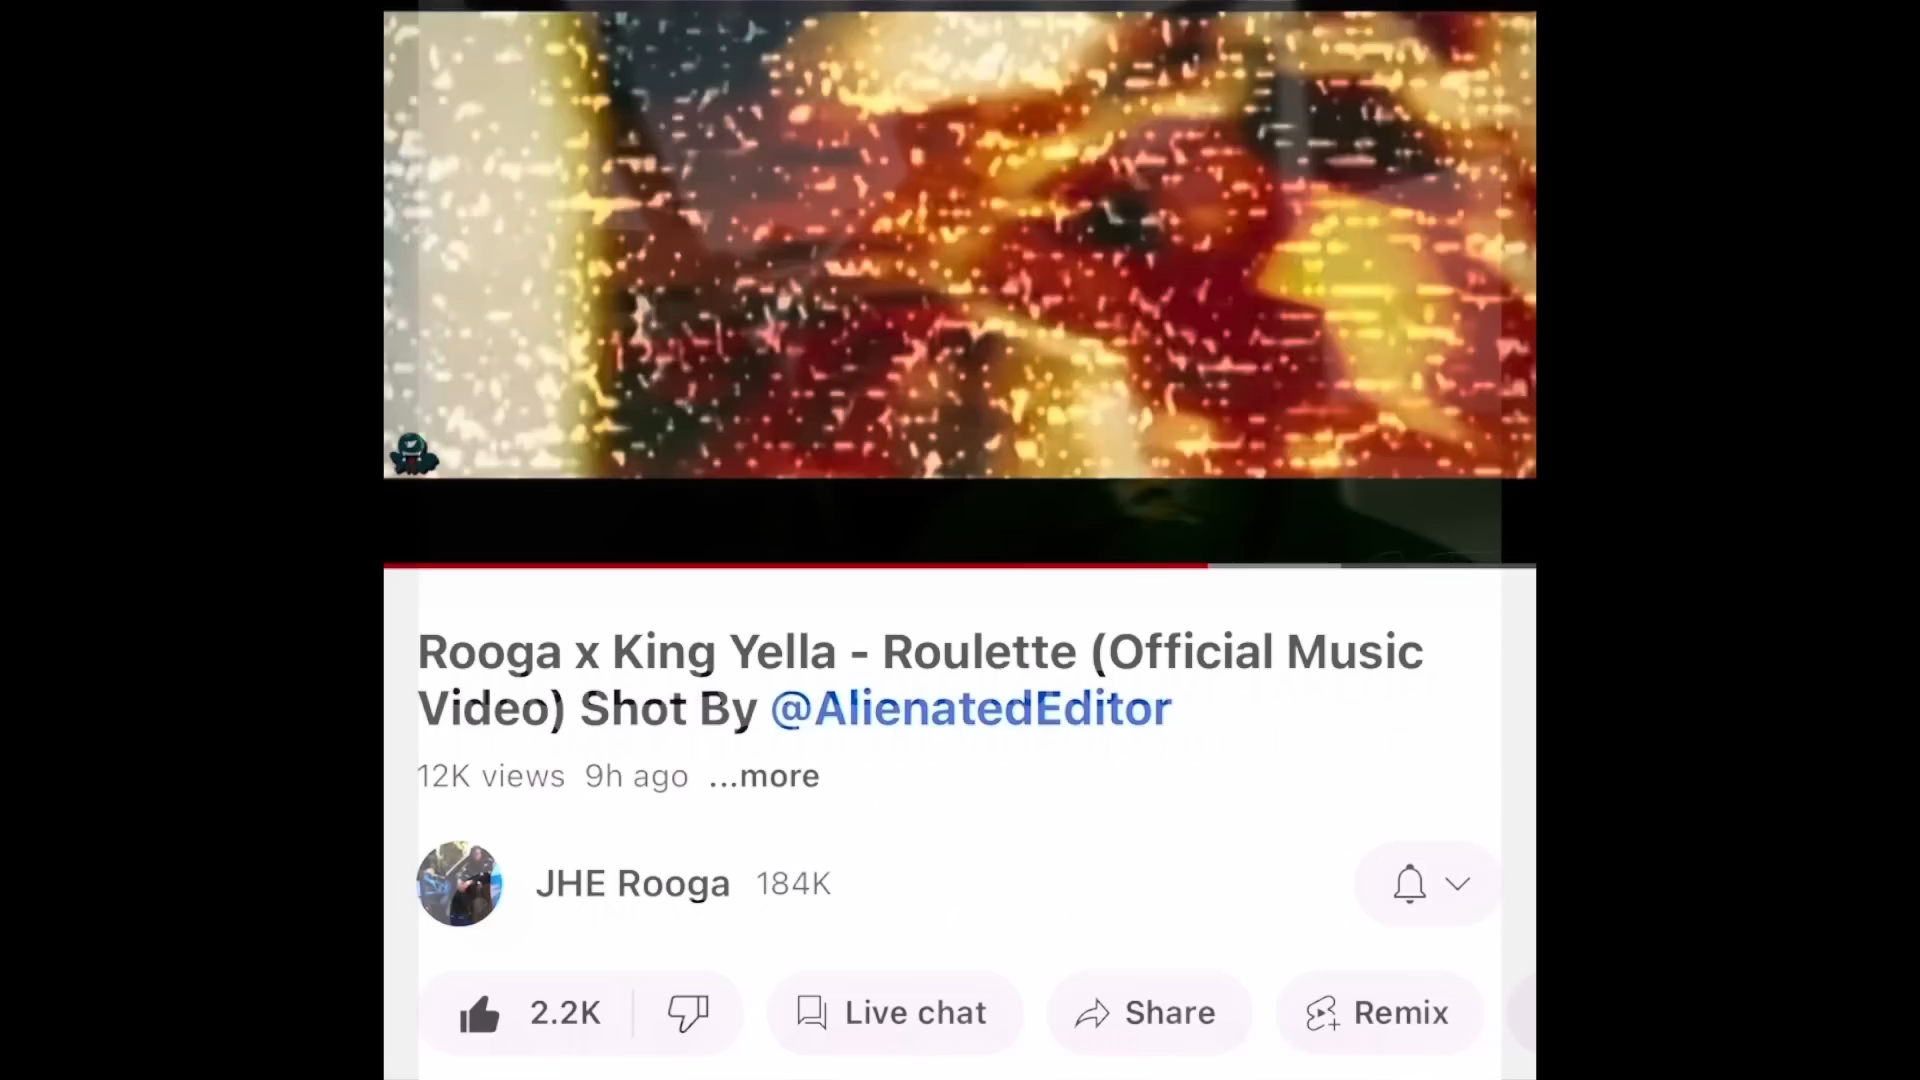 Rooga x King Yella - Roulette (Official Music
Video) Shot By @AlienatedEditor
12K views 9h ago ...more
JHE Rooga 184K
2.2K Live chat Share Remix